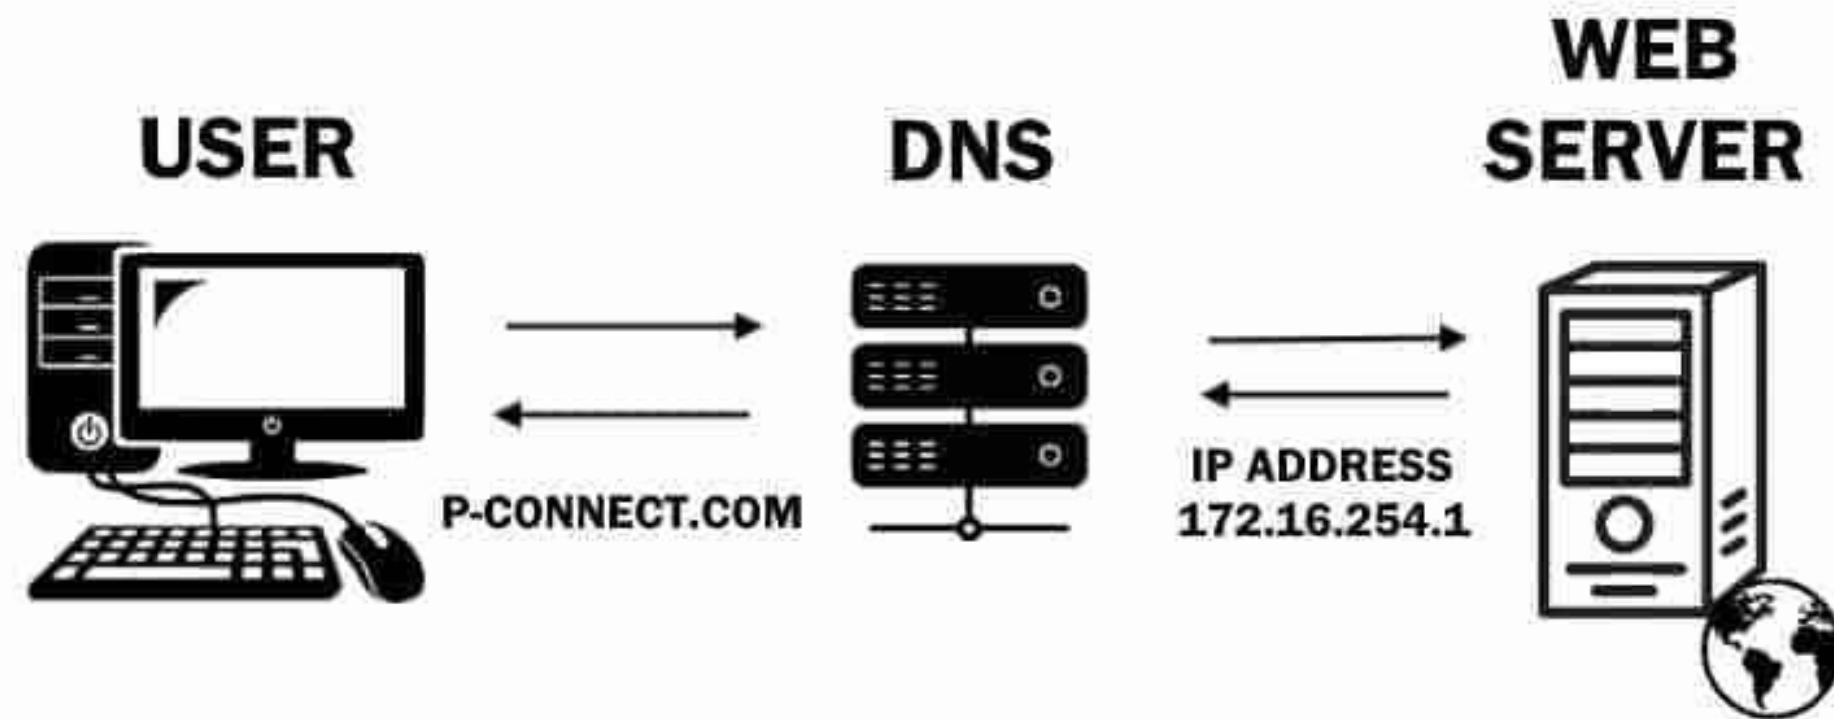 USER
DNS
WEB
SERVER
P-CONNECT.COM
IP ADDRESS
172.16.254.1